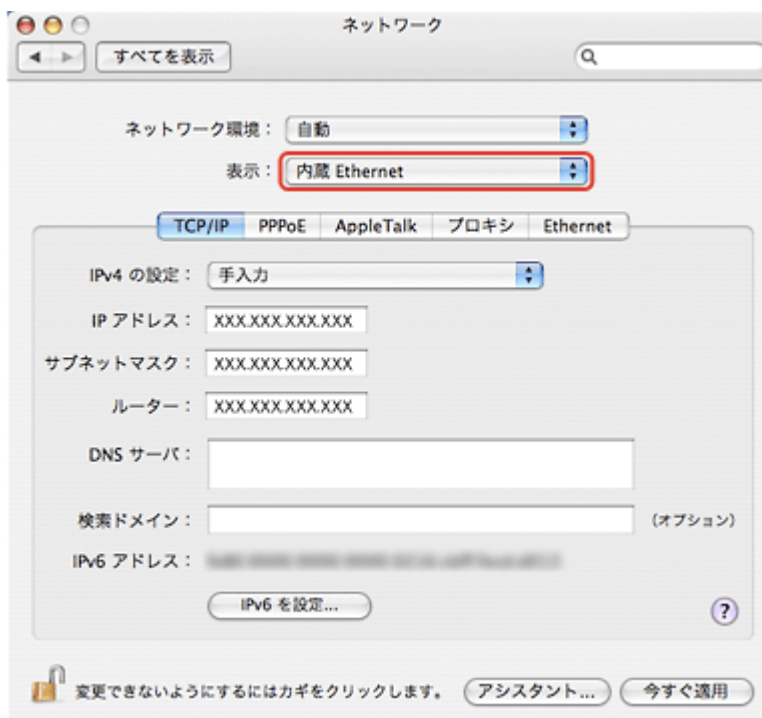 ネットワーク
すべてを表示
ネットワーク環境： 自動
表示： 内蔵 Ethernet
TCP/IP PPPoE AppleTalk プロキシ Ethernet
IPv4 の設定： 手入力
IP アドレス： XXX.XXX.XXX.XXX
サブネットマスク： XXX.XXX.XXX.XXX
ルーター： XXX.XXX.XXX.XXX
DNS サーバ：
検索ドメイン： (オプション)
IPv6 アドレス：
IPv6 を設定... ?
変更できないようにするにはカギをクリックします。 アシスタント... 今すぐ適用